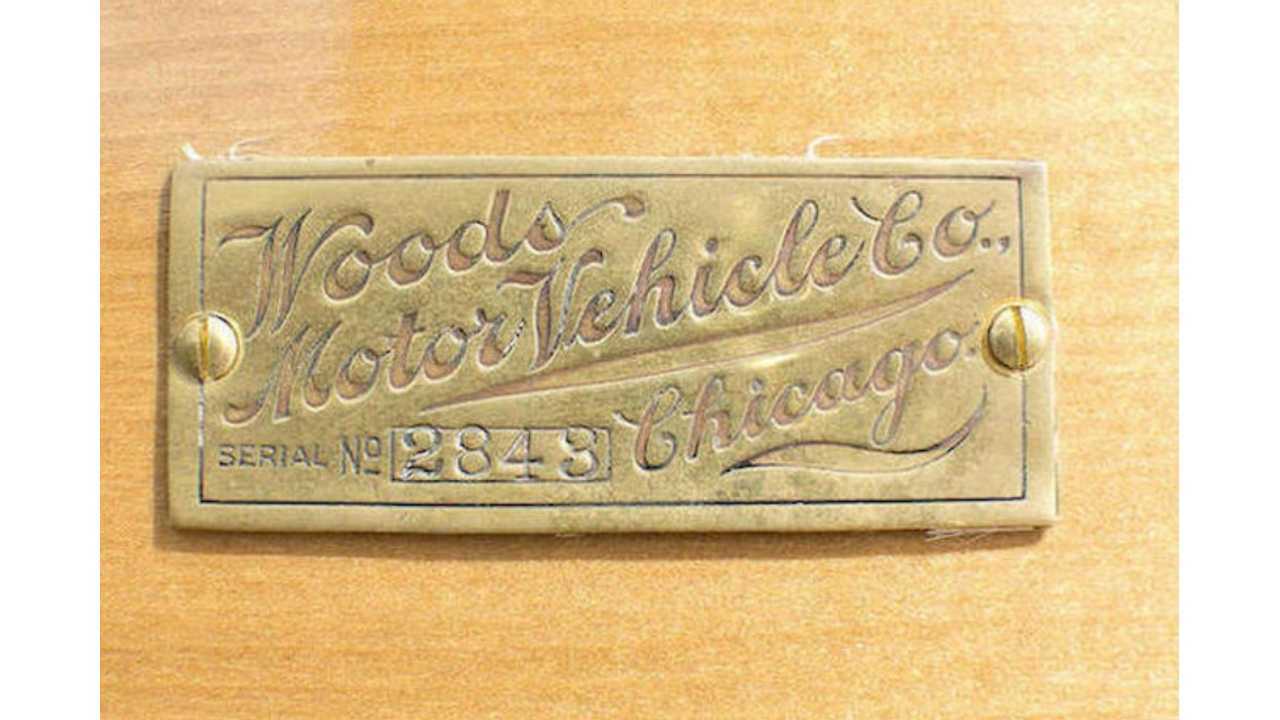 Woods
Motor Vehicle Co.,
Chicago.
SERIAL No 2843